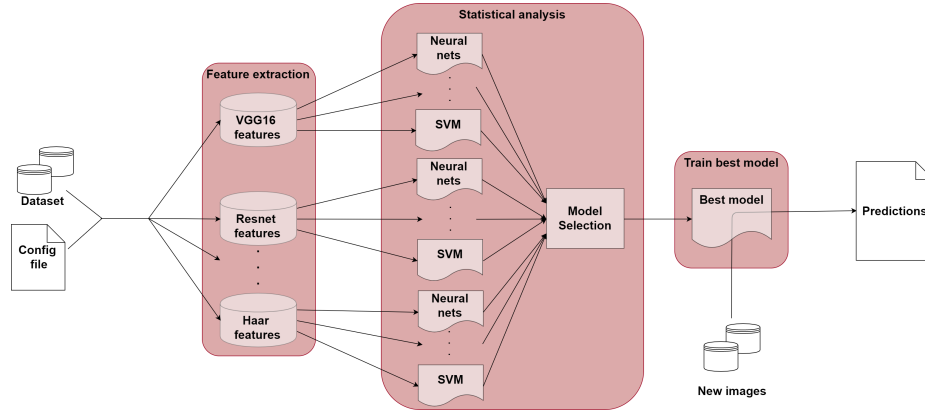 Statistical analysis
Feature extraction
Neural
nets
VGG16
features
SVM
Dataset
Config
file
Resnet
features
Neural
nets
SVM
Haar
features
Neural
nets
SVM
Model
Selection
Train best model
Best model
Predictions
New images